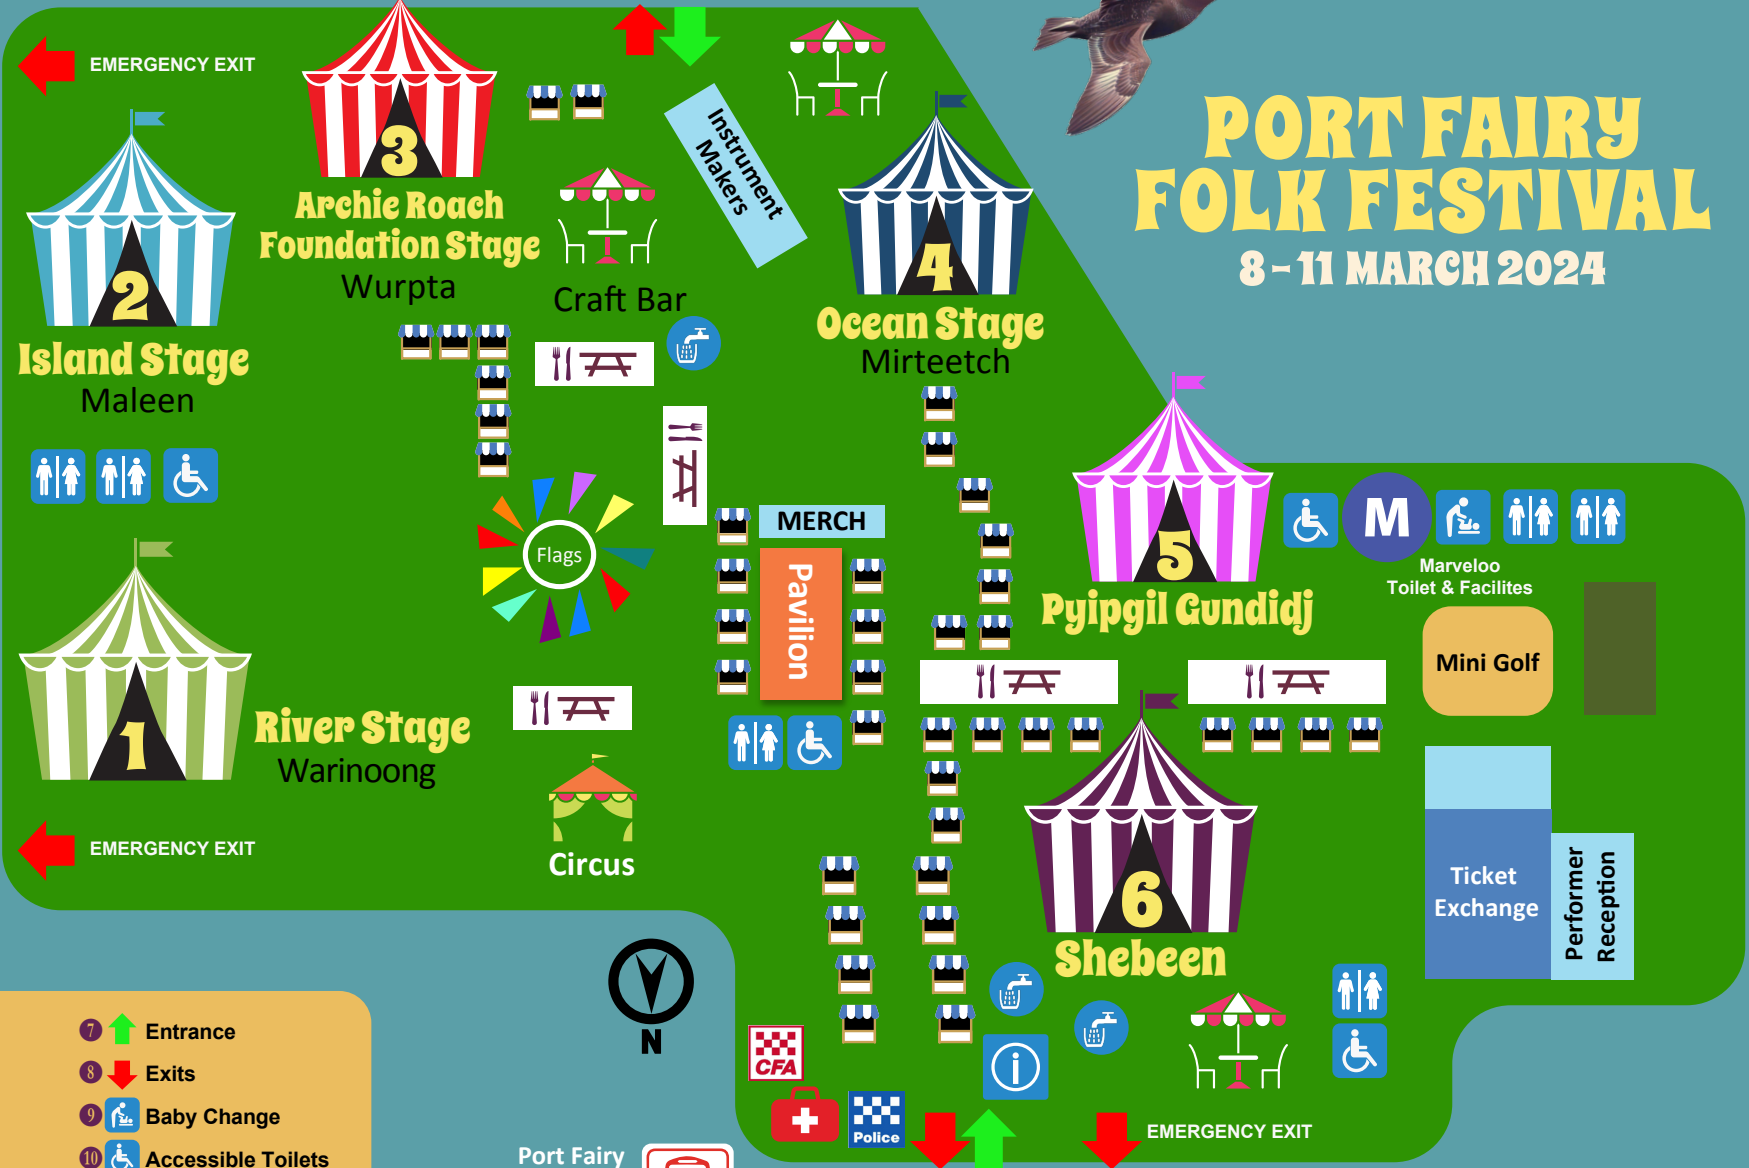 EMERGENCY EXIT
3
Archie Roach
Foundation Stage
Wurpta
2
Island Stage
Maleen
Instrument
Makers
Craft Bar
4
Ocean Stage
Mirteetch
PORT FAIRY
FOLK FESTIVAL
8-11 MARCH 2024
5
Pyipgil Gundidj
M
Marveloo
Toilet & Facilites
Mini Golf
Flags
MERCH
Pavilion
1
River Stage
Warinoong
EMERGENCY EXIT
Circus
6
Shebeen
Ticket
Exchange
Performer
Reception
N
CFA
Police
i
EMERGENCY EXIT
7 Entrance
8 Exits
9 Baby Change
10 Accessible Toilets
Port Fairy